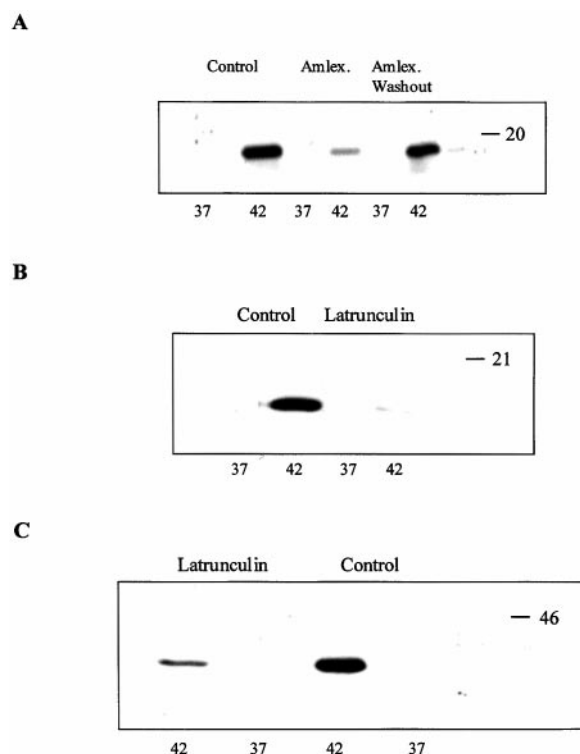 A
Control Amlex. Amlex.
Washout
— 20
37 42 37 42 37 42
B
Control Latrunculin
— 21
37 42 37 42
C
Latrunculin Control
— 46
42 37 42 37